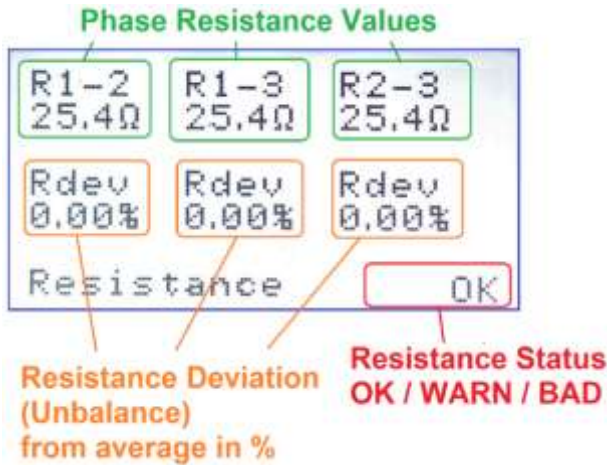 Phase Resistance Values
R1-2 R1-3 R2-3
25.4Ω 25.4Ω 25.4Ω
Rdev Rdev Rdev
0.00% 0.00% 0.00%
Resistance OK
Resistance Deviation
(Unbalance)
from average in %
Resistance Status
OK / WARN / BAD